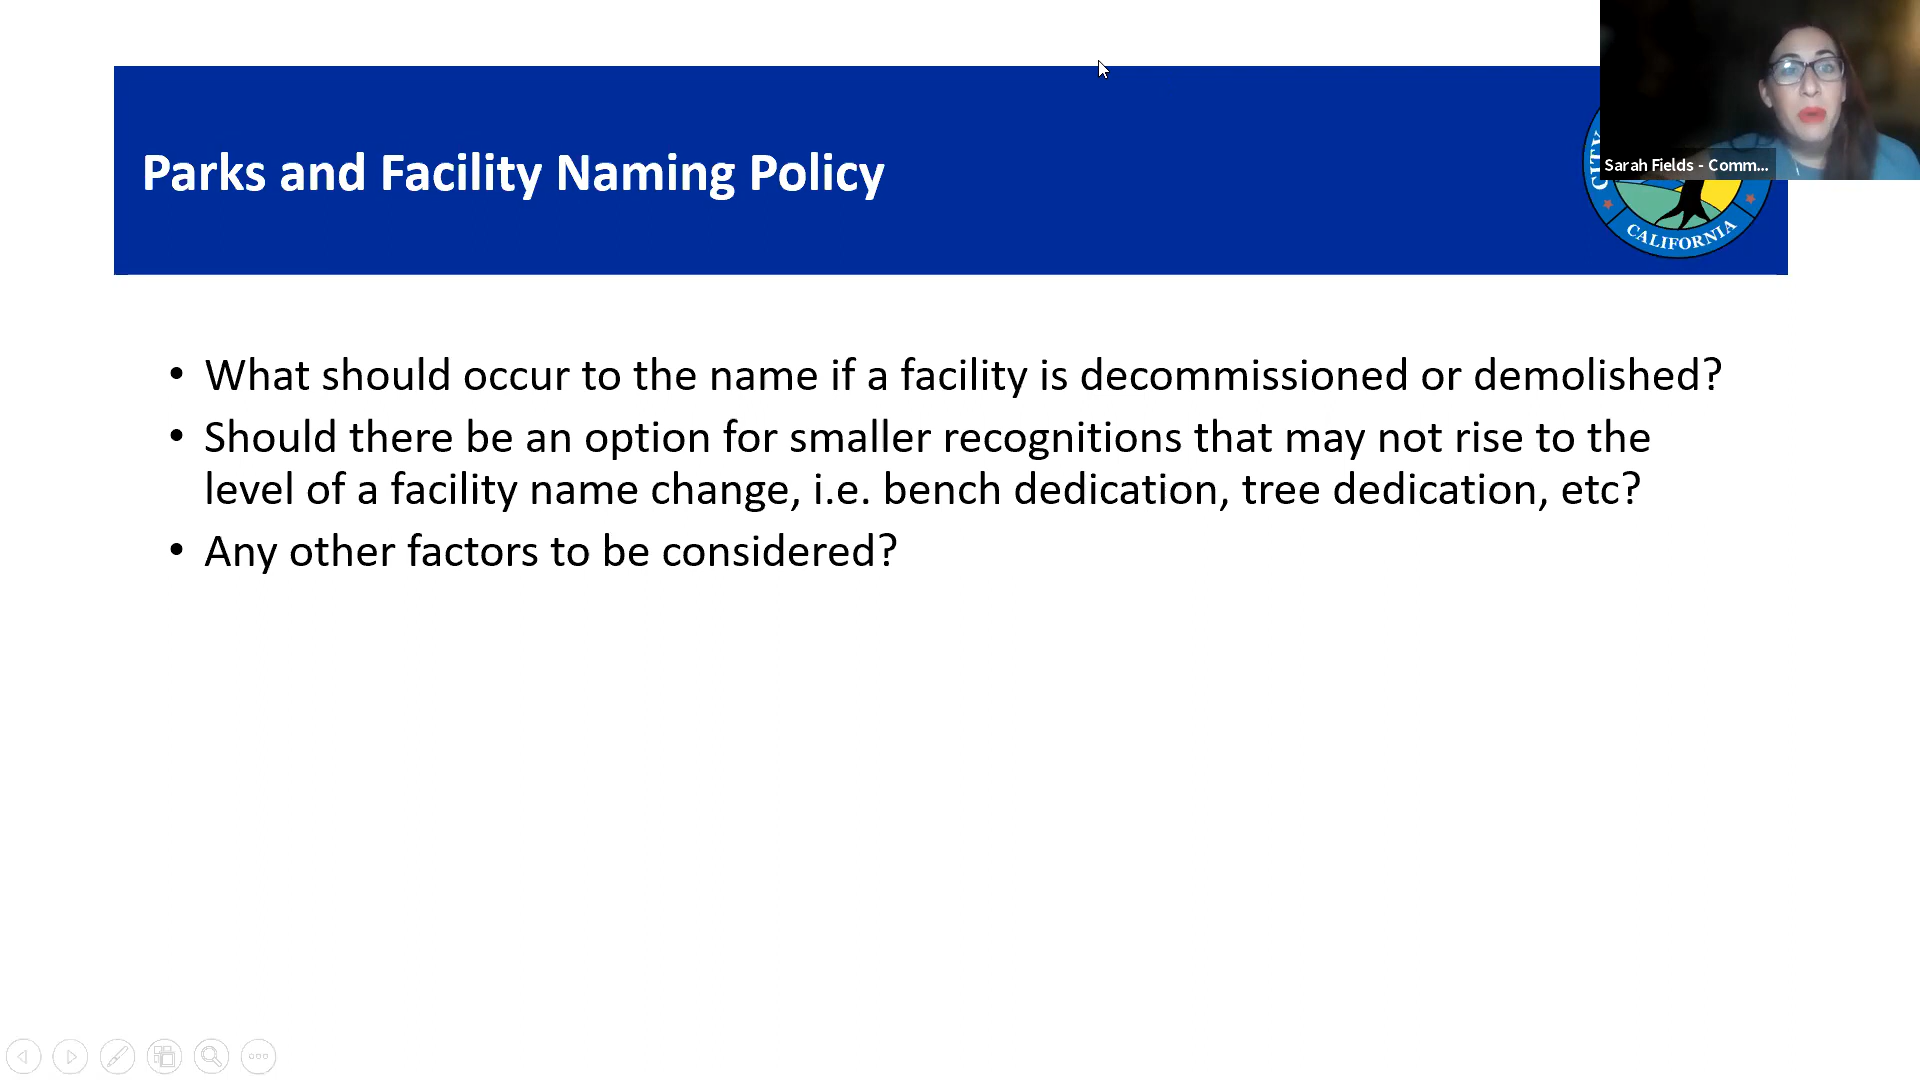 Parks and Facility Naming Policy
CITY
CALIFORNIA
Sarah Fields - Comm...
• What should occur to the name if a facility is decommissioned or demolished?
• Should there be an option for smaller recognitions that may not rise to the
level of a facility name change, i.e. bench dedication, tree dedication, etc?
• Any other factors to be considered?